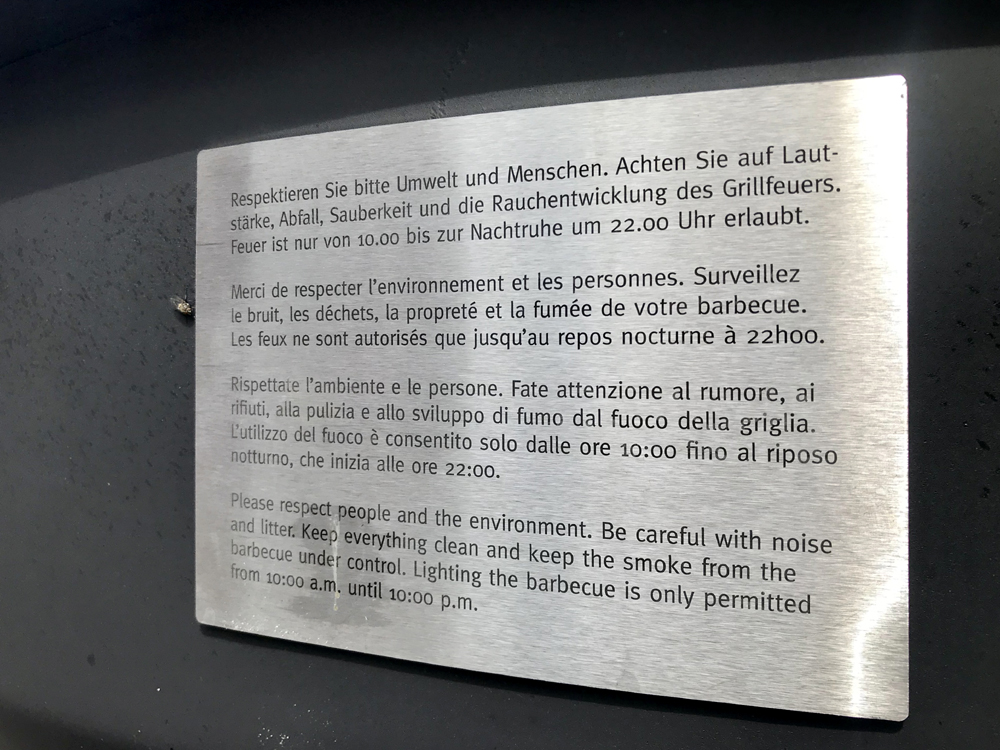 Respektieren Sie bitte Umwelt und Menschen. Achten Sie auf Laut-
stärke, Abfall, Sauberkeit und die Rauchentwicklung des Grillfeuers.
Feuer ist nur von 10.00 bis zur Nachtruhe um 22.00 Uhr erlaubt.
Merci de respecter l'environnement et les personnes. Surveillez
le bruit, les déchets, la propreté et la fumée de votre barbecue.
Les feux ne sont autorisés que jusqu'au repos nocturne à 22h00.
Rispettate l'ambiente e le persone. Fate attenzione al rumore, ai
rifiuti, alla pulizia e allo sviluppo di fumo dal fuoco della griglia.
L'utilizzo del fuoco è consentito solo dalle ore 10:00 fino al riposo
notturno, che inizia alle ore 22:00.
Please respect people and the environment. Be careful with noise
and litter. Keep everything clean and keep the smoke from the
barbecue under control. Lighting the barbecue is only permitted
from 10:00 a.m. until 10:00 p.m.